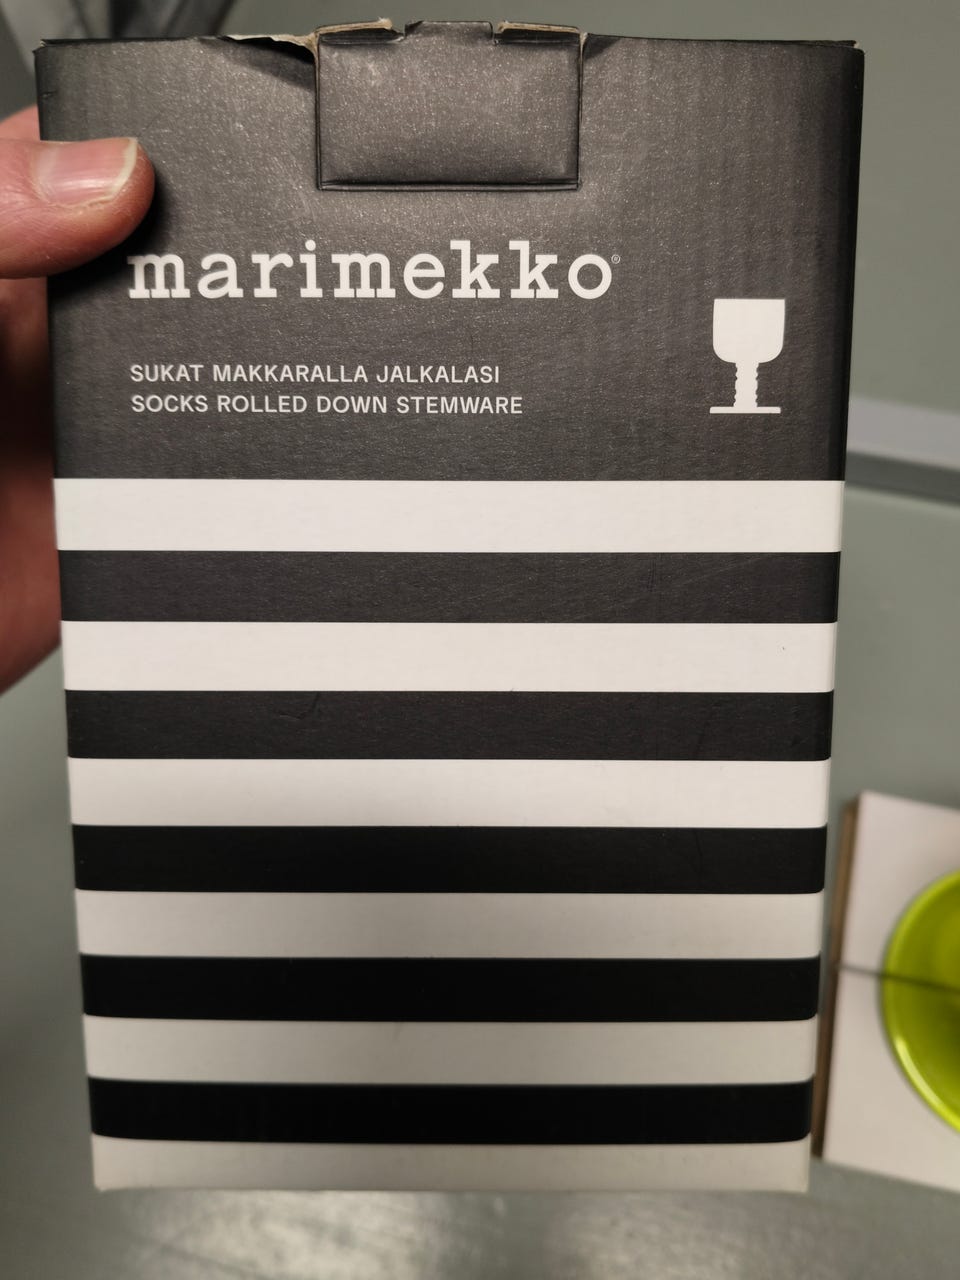 marimekko®
SUKAT MAKKARALLA JALKALASI
SOCKS ROLLED DOWN STEMWARE